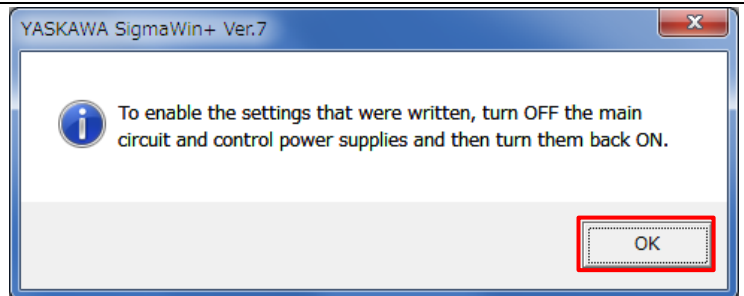 YASKAWA SigmaWin+ Ver.7
To enable the settings that were written, turn OFF the main
circuit and control power supplies and then turn them back ON.
OK